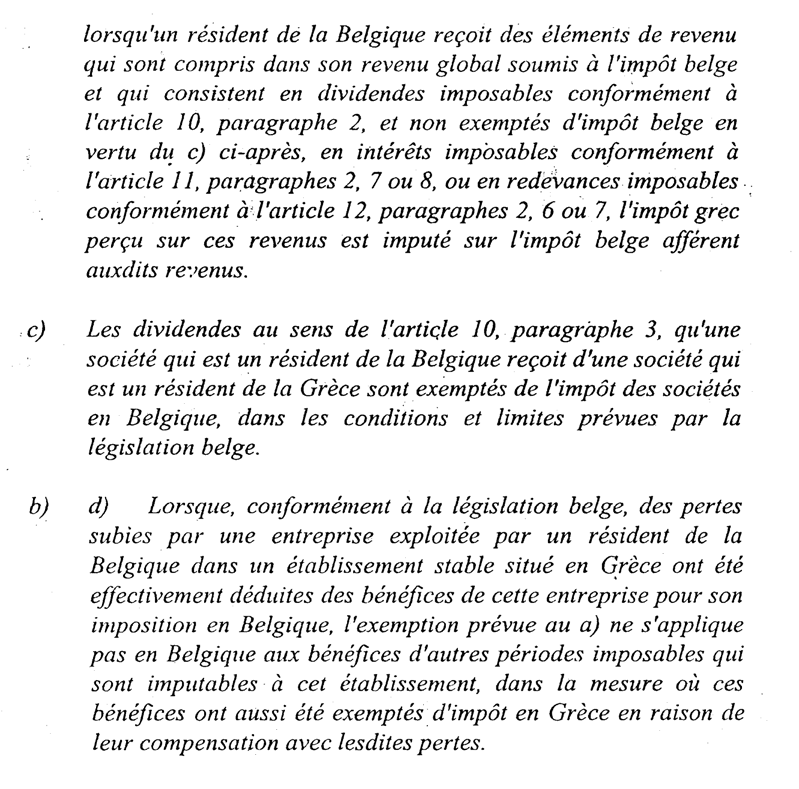 lorsqu'un résident de la Belgique reçoit des éléments de revenu
qui sont compris dans son revenu global soumis à l'impôt belge
et qui consistent en dividendes imposables conformément à
l'article 10, paragraphe 2, et non exemptés d'impôt belge en
vertu du c) ci-après, en intérêts imposables conformément à
l'article 11, paragraphes 2, 7 ou 8, ou en redevances imposables
conformément à l'article 12, paragraphes 2, 6 ou 7, l'impôt grec
perçu sur ces revenus est imputé sur l'impôt belge afférent
auxdits revenus.
c) Les dividendes au sens de l'article 10, paragraphe 3, qu'une
société qui est un résident de la Belgique reçoit d'une société qui
est un résident de la Grèce sont exemptés de l'impôt des sociétés
en Belgique, dans les conditions et limites prévues par la
législation belge.
b) d) Lorsque, conformément à la législation belge, des pertes
subies par une entreprise exploitée par un résident de la
Belgique dans un établissement stable situé en Grèce ont été
effectivement déduites des bénéfices de cette entreprise pour son
imposition en Belgique, l'exemption prévue au a) ne s'applique
pas en Belgique aux bénéfices d'autres périodes imposables qui
sont imputables à cet établissement, dans la mesure où ces
bénéfices ont aussi été exemptés d'impôt en Grèce en raison de
leur compensation avec lesdites pertes.